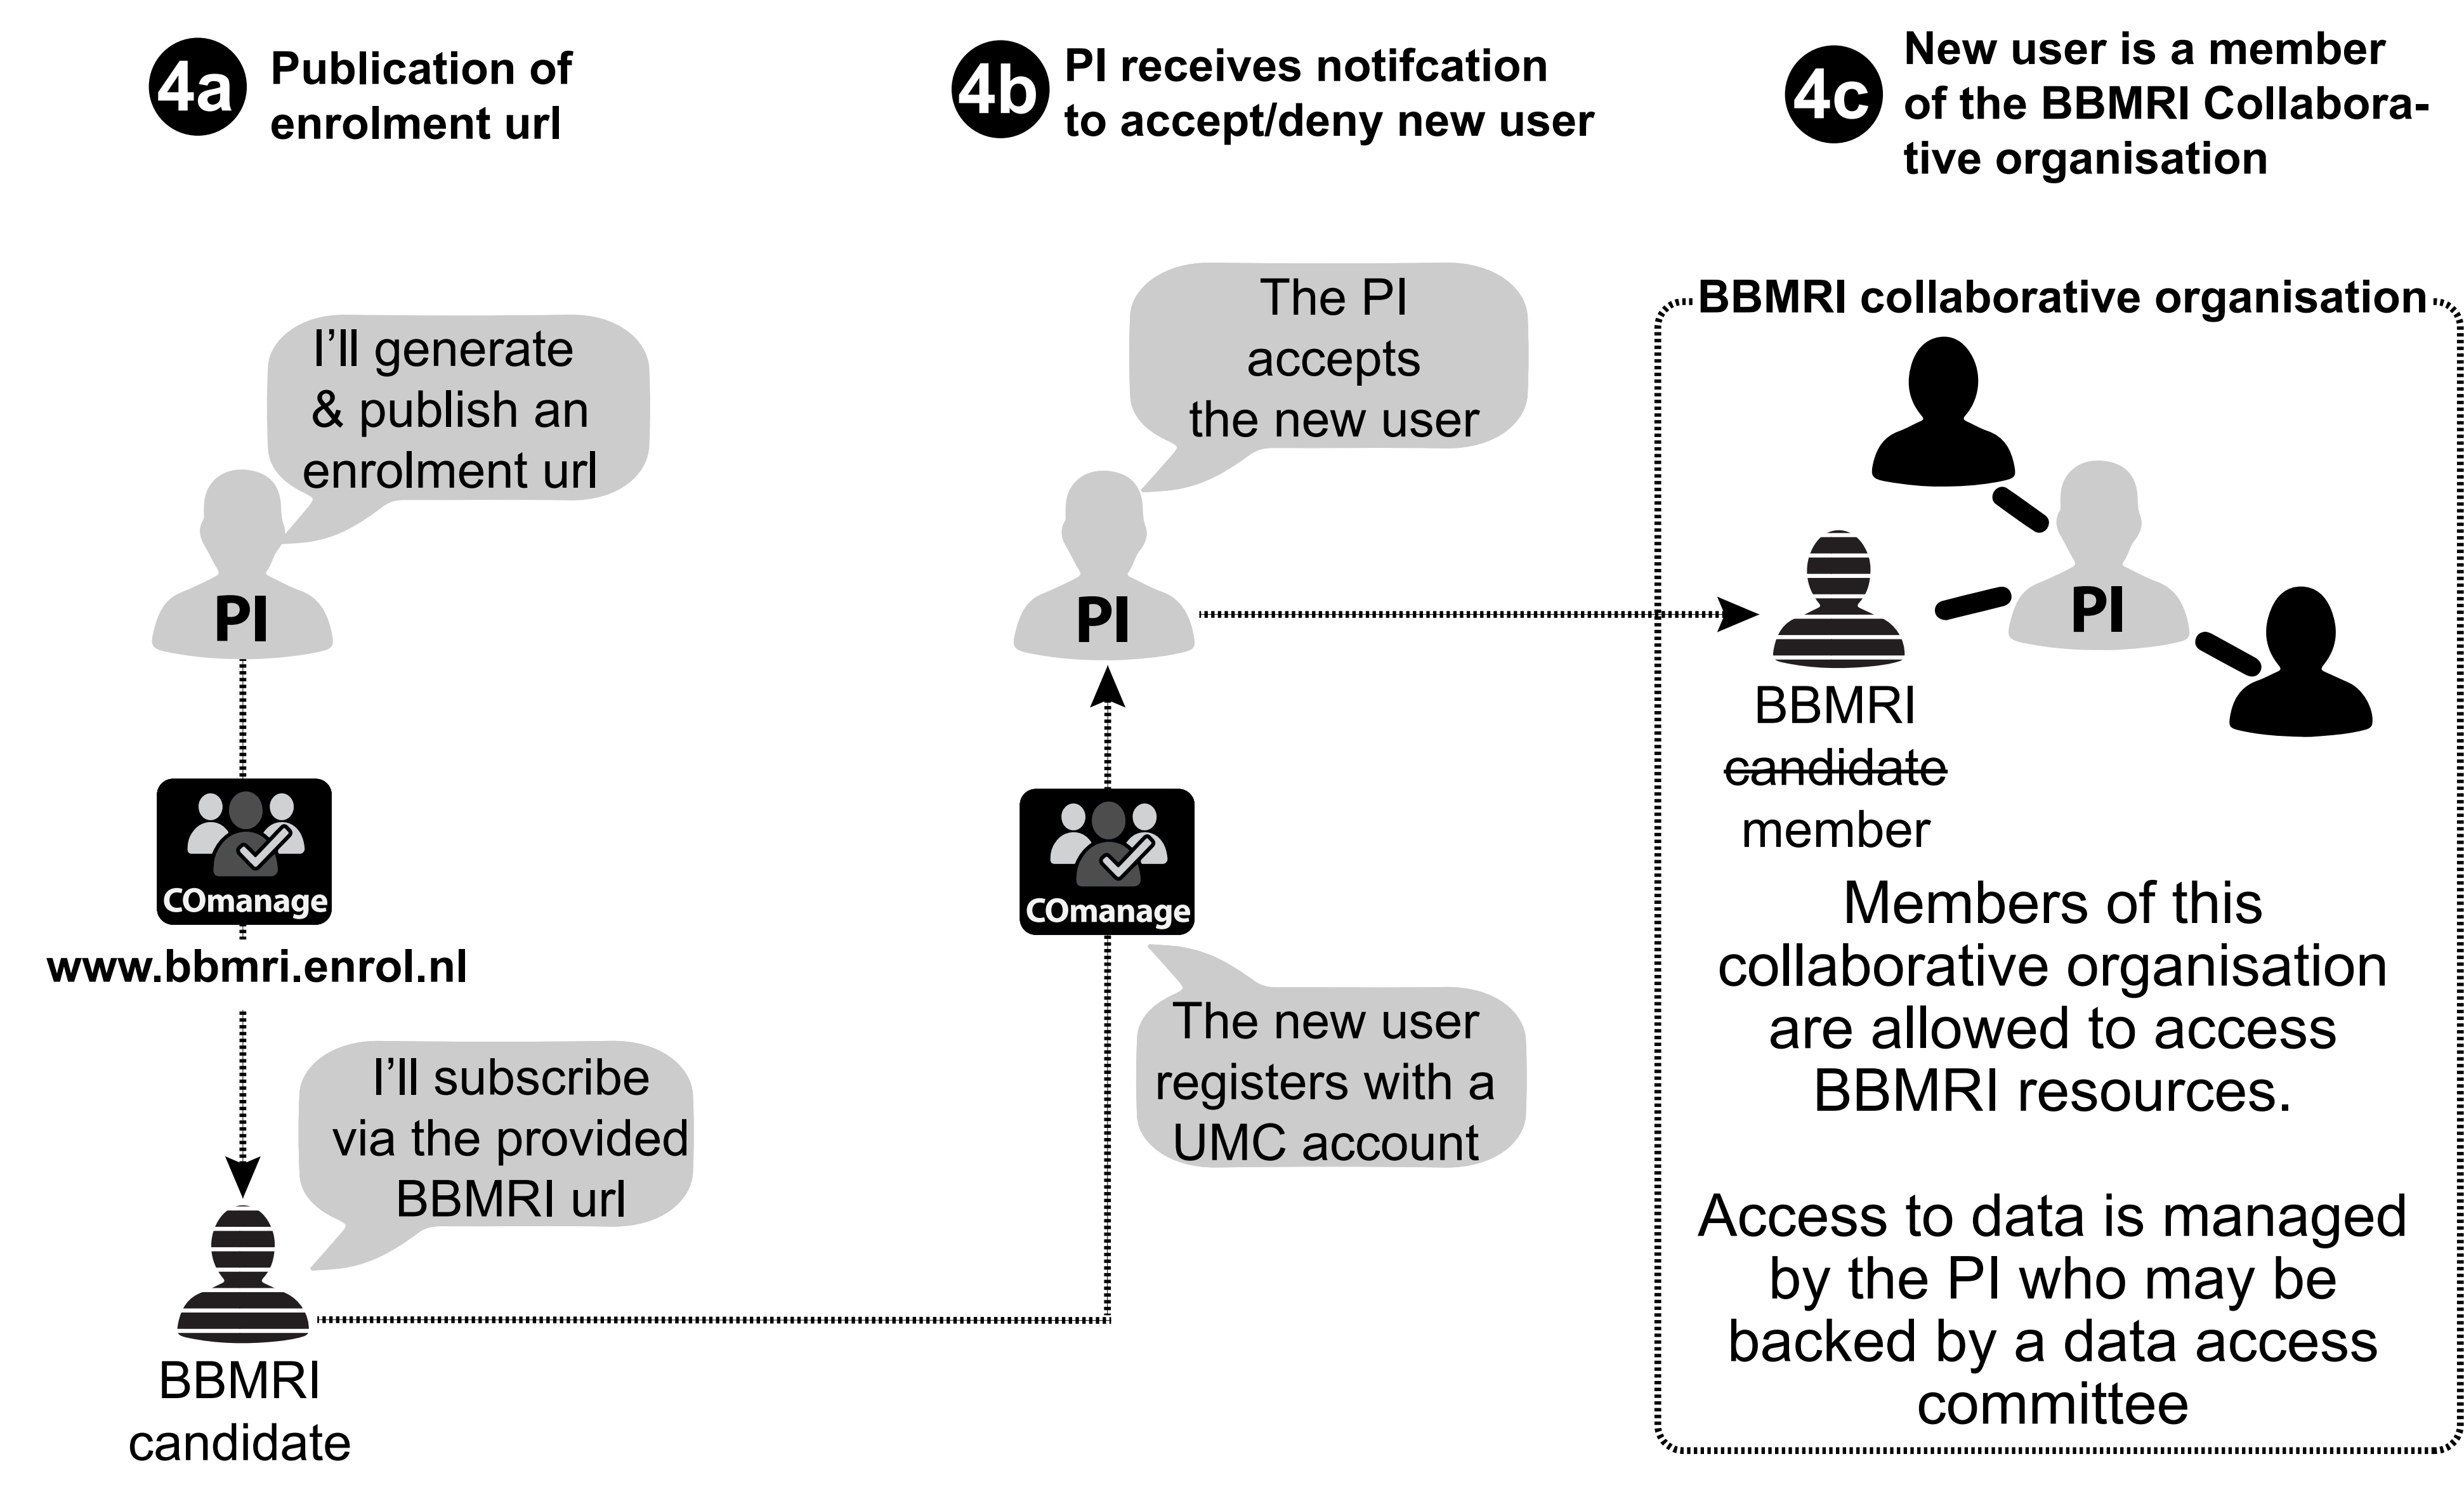 4a
Publication of
enrolment url
I'll generate
& publish an
enrolment url
PI
COmanage
www.bbmri.enrol.nl
I'll subscribe
via the provided
BBMRI url
BBMRI
candidate
4b
PI receives notifcation
to accept/deny new user
The PI
accepts
the new user
PI
COmanage
The new user
registers with a
UMC account
4c
New user is a member
of the BBMRI Collabora-
tive organisation
BBMRI collaborative organisation
PI
BBMRI
candidate
member
Members of this
collaborative organisation
are allowed to access
BBMRI resources.
Access to data is managed
by the PI who may be
backed by a data access
committee